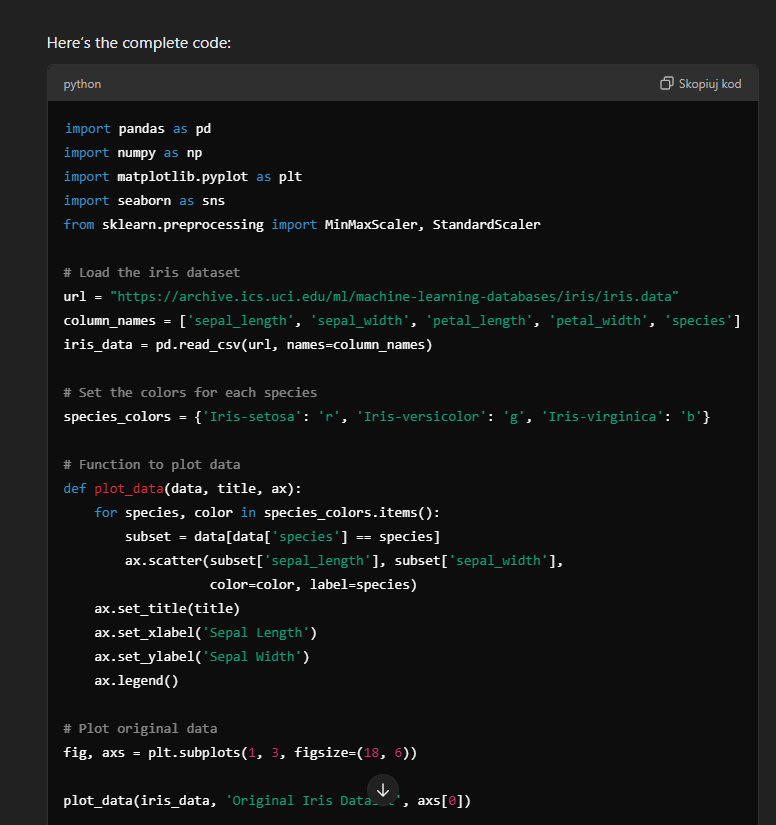 Here's the complete code:
python
Skopiuj kod
import pandas as pd
import numpy as np
import matplotlib.pyplot as plt
import seaborn as sns
from sklearn.preprocessing import MinMaxScaler, StandardScaler
# Load the iris dataset
url = "https://archive.ics.uci.edu/ml/machine-learning-databases/iris/iris.data"
column_names = ['sepal_length', 'sepal_width', 'petal_length', 'petal_width', 'species']
iris_data = pd.read_csv(url, names=column_names)
# Set the colors for each species
species_colors = {'Iris-setosa': 'r', 'Iris-versicolor': 'g', 'Iris-virginica': 'b'}
# Function to plot data
def plot_data(data, title, ax):
    for species, color in species_colors.items():
        subset = data[data['species'] == species]
        ax.scatter(subset['sepal_length'], subset['sepal_width'],
                   color=color, label=species)
    ax.set_title(title)
    ax.set_xlabel('Sepal Length')
    ax.set_ylabel('Sepal Width')
    ax.legend()
# Plot original data
fig, axs = plt.subplots(1, 3, figsize=(18, 6))
plot_data(iris_data, 'Original Iris ', axs[0])